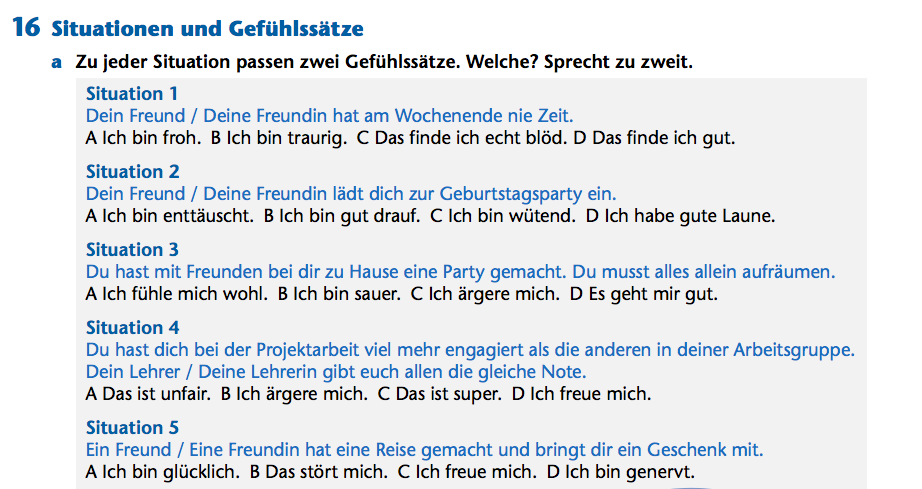 16 Situationen und Gefühlssätze
a Zu jeder Situation passen zwei Gefühlssätze. Welche? Sprecht zu zweit.
Situation 1
Dein Freund / Deine Freundin hat am Wochenende nie Zeit.
A Ich bin froh. B Ich bin traurig. C Das finde ich echt blöd. D Das finde ich gut.
Situation 2
Dein Freund / Deine Freundin lädt dich zur Geburtstagsparty ein.
A Ich bin enttäuscht. B Ich bin gut drauf. C Ich bin wütend. D Ich habe gute Laune.
Situation 3
Du hast mit Freunden bei dir zu Hause eine Party gemacht. Du musst alles allein aufräumen.
A Ich fühle mich wohl. B Ich bin sauer. C Ich ärgere mich. D Es geht mir gut.
Situation 4
Du hast dich bei der Projektarbeit viel mehr engagiert als die anderen in deiner Arbeitsgruppe.
Dein Lehrer / Deine Lehrerin gibt euch allen die gleiche Note.
A Das ist unfair. B Ich ärgere mich. C Das ist super. D Ich freue mich.
Situation 5
Ein Freund / Eine Freundin hat eine Reise gemacht und bringt dir ein Geschenk mit.
A Ich bin glücklich. B Das stört mich. C Ich freue mich. D Ich bin genervt.